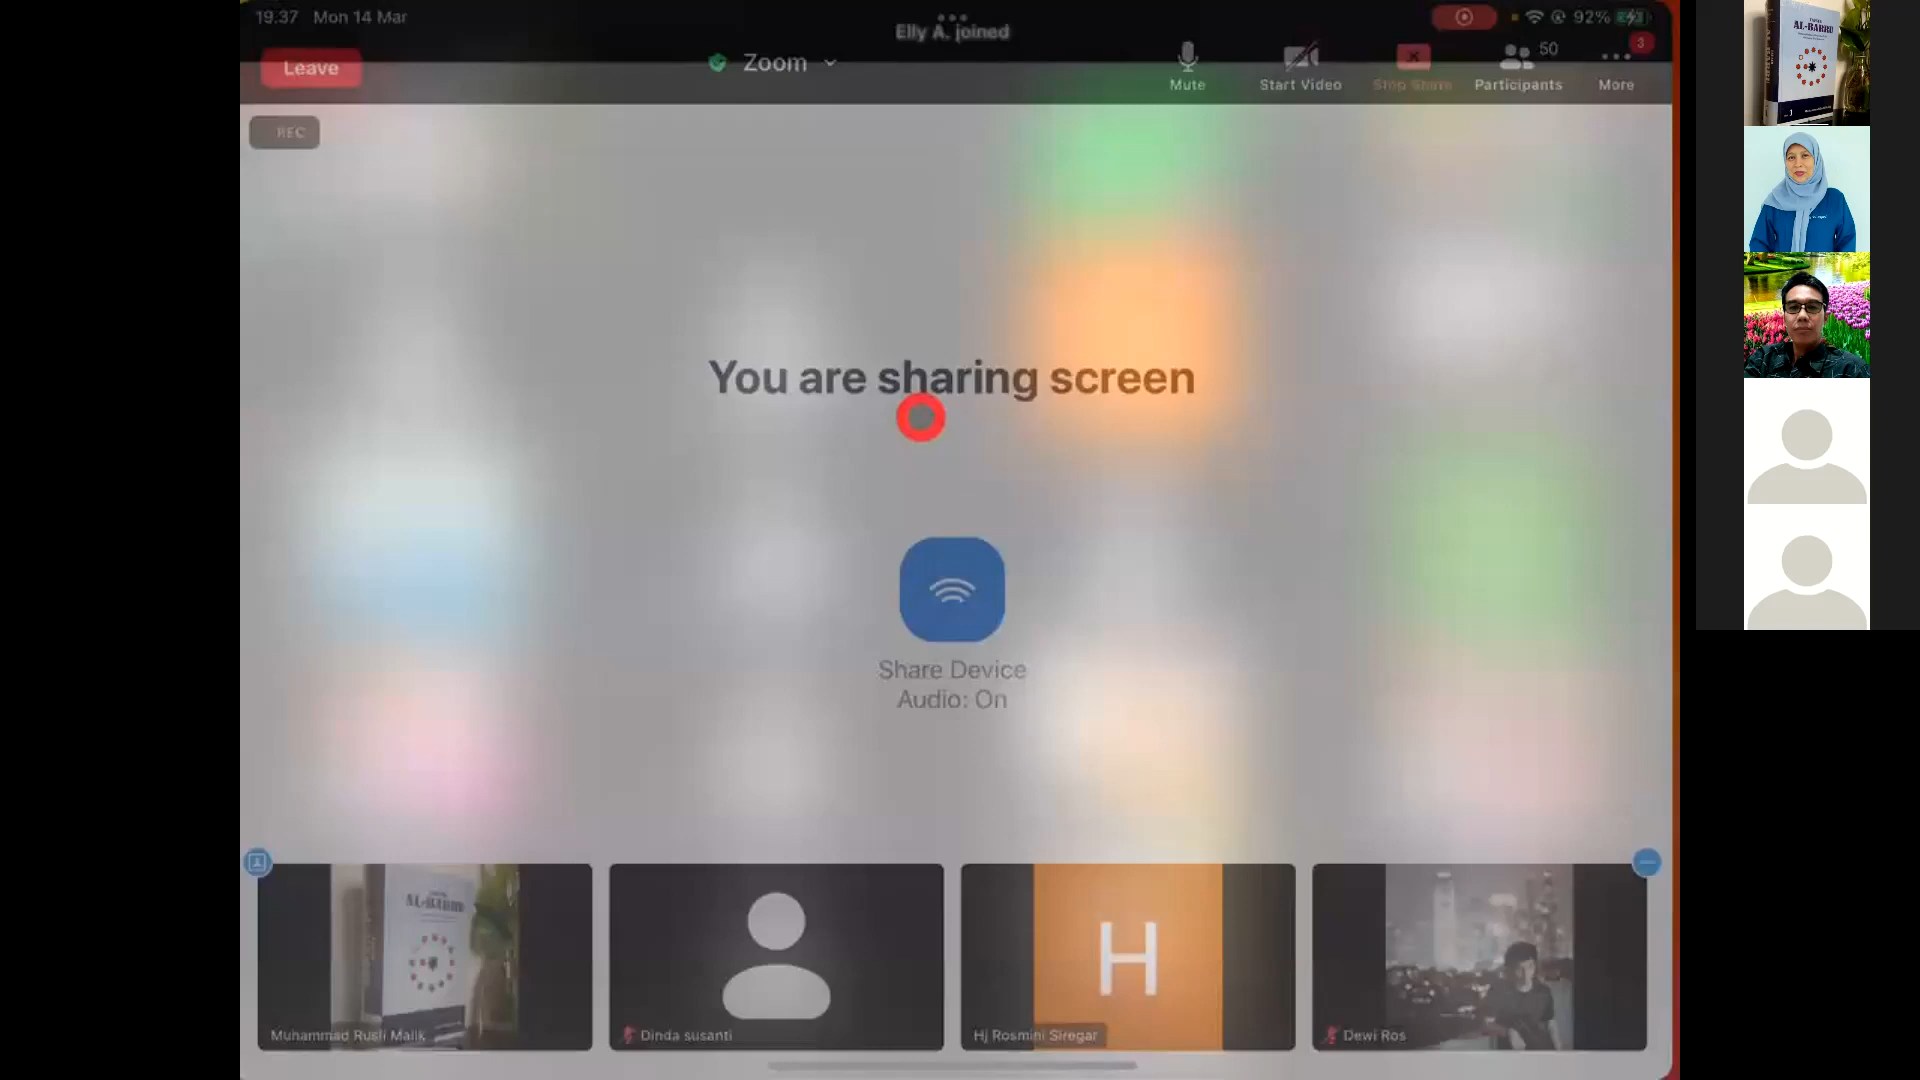 19.37 Mon 14 Mar
Elly A. joined
92%
Leave
Zoom
Mute
Start Video
Stop Share
50
Participants
3
More
REC
You are sharing screen
Share Device
Audio: On
AL-BARRU
AL-BARRU
H
Muhammad Rusli Malik
Dinda susanti
Hj Rosmini Siregar
Dewi Ros